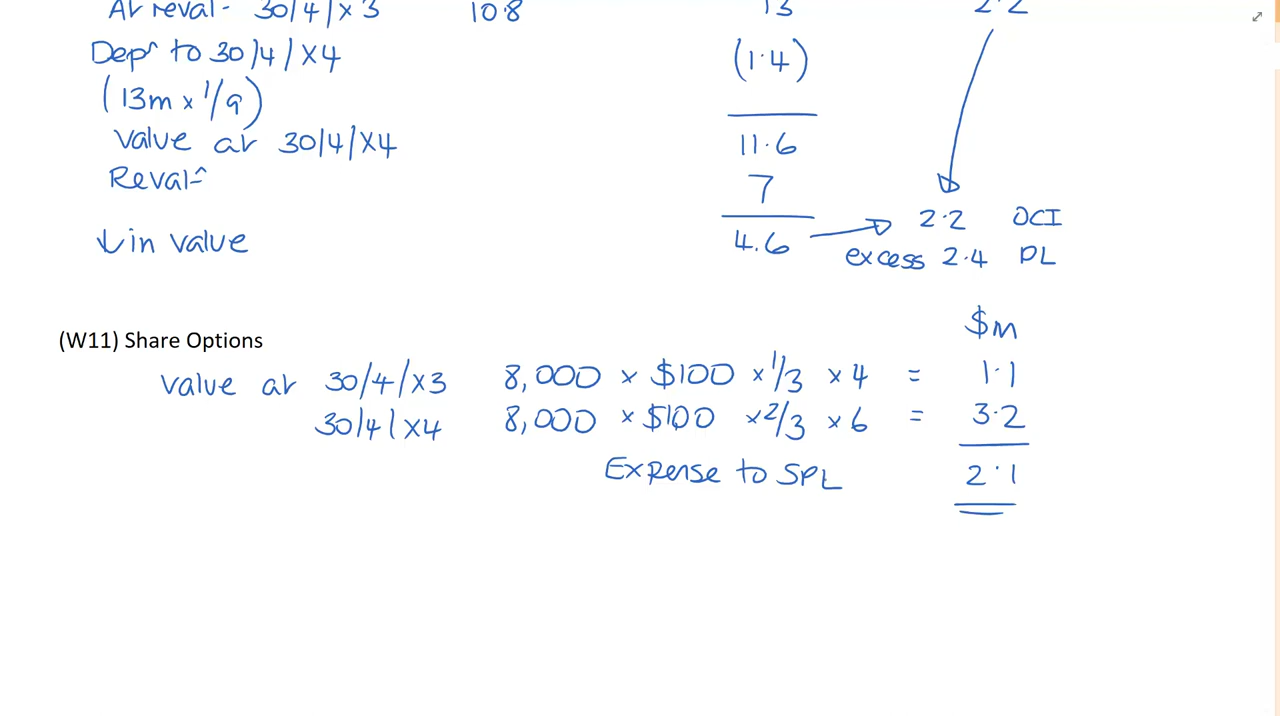 At reval- 30/4/x3 10.8 13 2.2
Depn to 30/4/x4 (1.4)
(13m x 1/9)
Value at 30/4/x4 11.6
Reval= 7
2.2 OCI
↓ in value 4.6
excess 2.4 PL
$m
(W11) Share Options
Value at 30/4/x3 8,000 x $100 x 1/3 x 4 = 1.1
30/4/x4 8,000 x $100 x 2/3 x 6 = 3.2
Expense to SPL 2.1